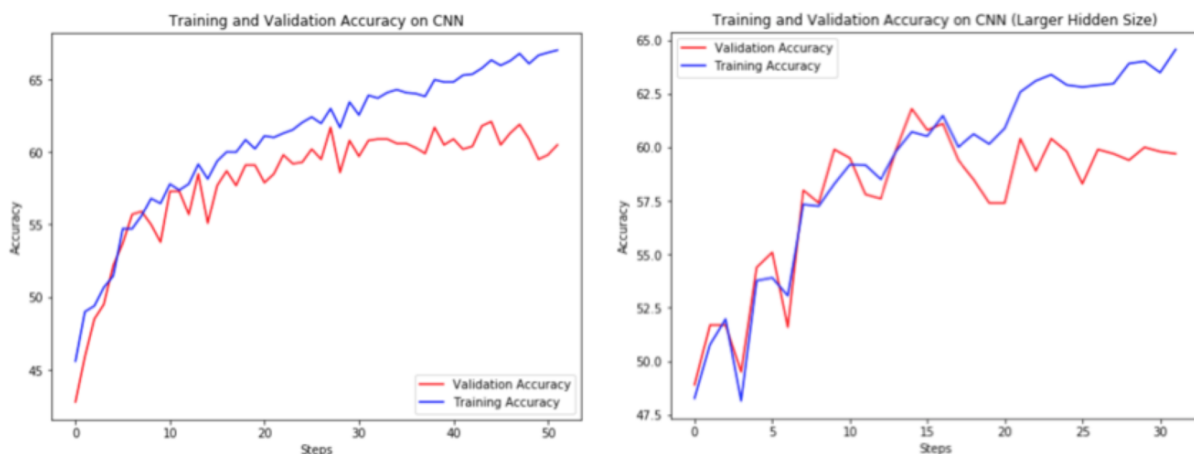 Training and Validation Accuracy on CNN
65
60
55
50
45
Accuracy
Validation Accuracy
Training Accuracy
0
10
20
30
40
50
Steps
Training and Validation Accuracy on CNN (Larger Hidden Size)
65.0
62.5
60.0
57.5
55.0
52.5
50.0
47.5
Accuracy
Validation Accuracy
Training Accuracy
0
5
10
15
20
25
30
Steps